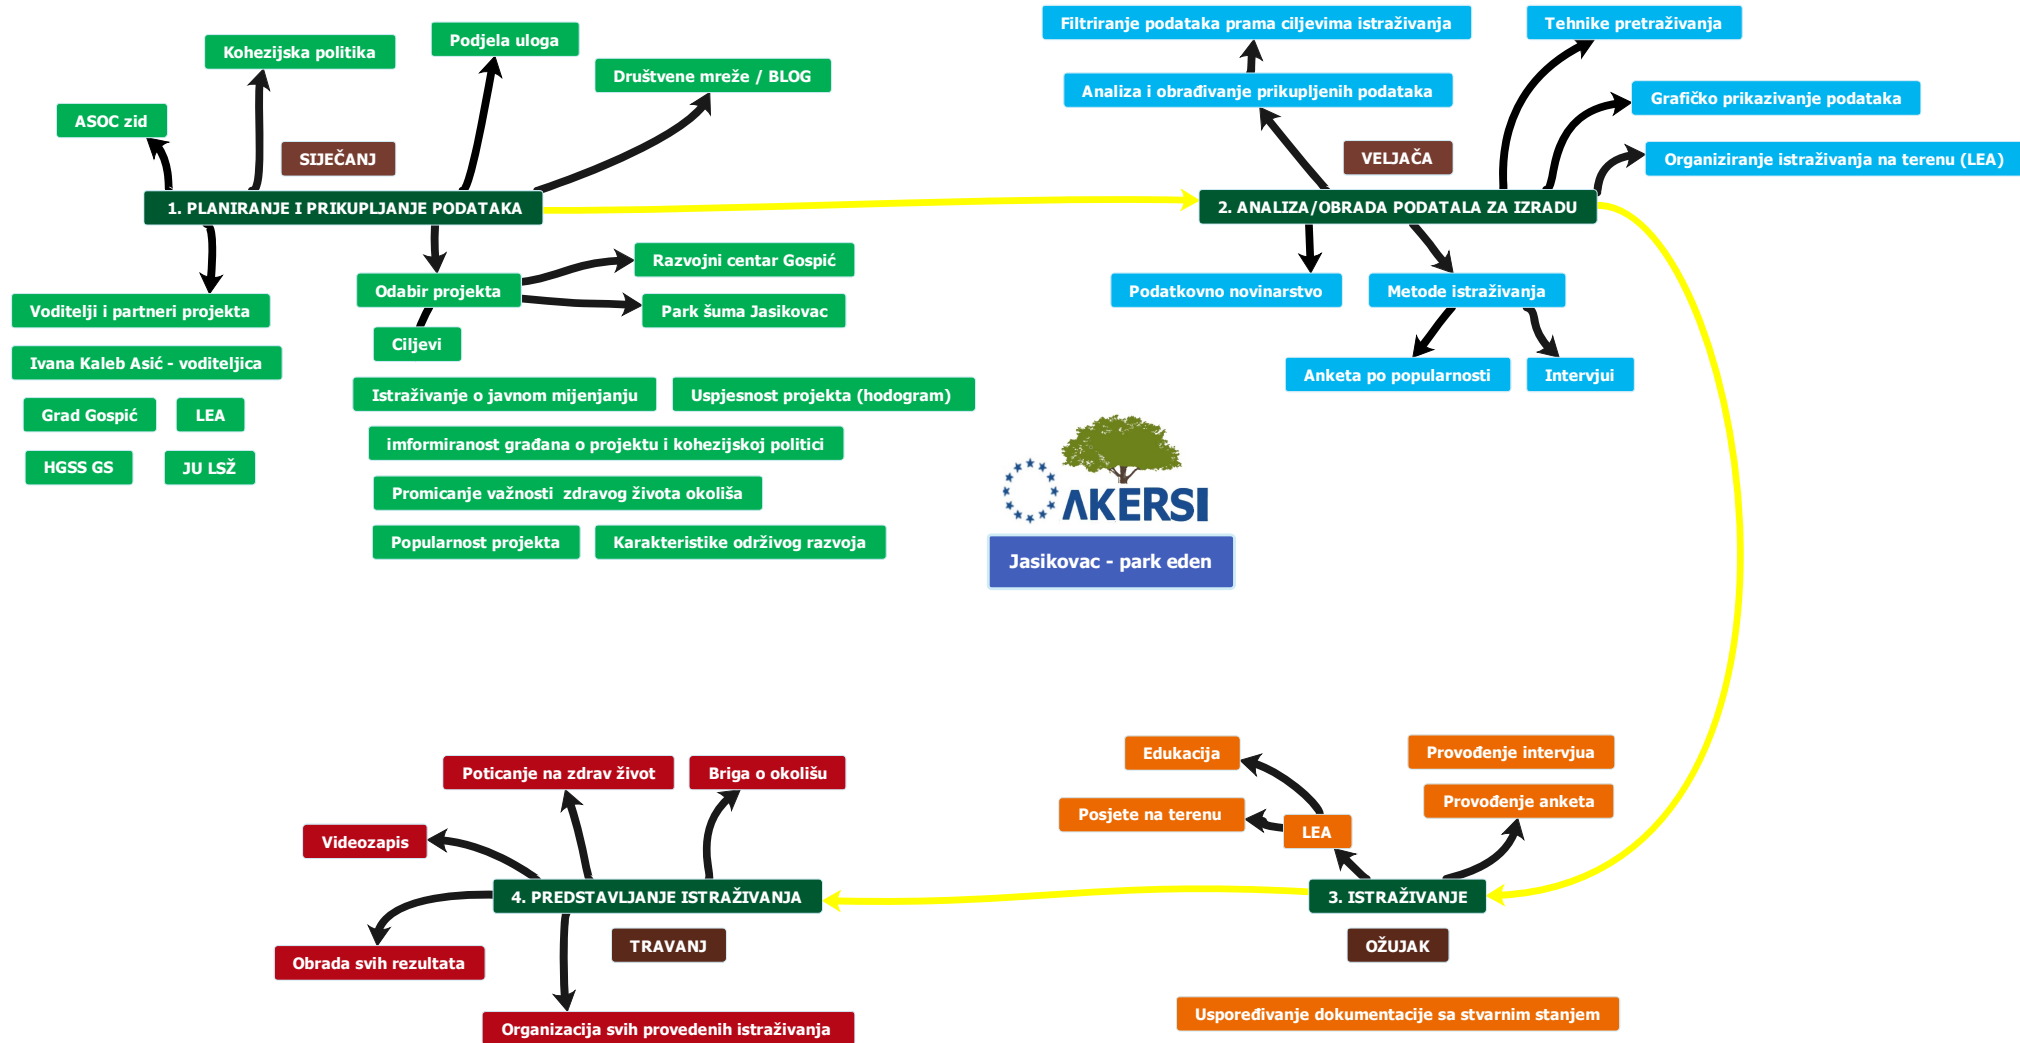 Kohezijska politika
Podjela uloga
Društvene mreže / BLOG
ASOC zid
SIJEČANJ
1. PLANIRANJE I PRIKUPLJANJE PODATAKA
Voditelji i partneri projekta
Ivana Kaleb Asić - voditeljica
Grad Gospić
LEA
HGSS GS
JU LSŽ
Odabir projekta
Razvojni centar Gospić
Park šuma Jasikovac
Ciljevi
Istraživanje o javnom mijenjanju
Uspjesnost projekta (hodogram)
imformiranost građana o projektu i kohezijskoj politici
Promicanje važnosti zdravog života okoliša
Popularnost projekta
Karakteristike održivog razvoja
Filtriranje podataka prama ciljevima istraživanja
Tehnike pretraživanja
Analiza i obrađivanje prikupljenih podataka
Grafičko prikazivanje podataka
VELJAČA
Organiziranje istraživanja na terenu (LEA)
2. ANALIZA/OBRADA PODATALA ZA IZRADU
Podatkovno novinarstvo
Metode istraživanja
Anketa po popularnosti
Intervjui
ΛKERSI
Jasikovac - park eden
Edukacija
Provođenje intervjua
Posjete na terenu
Provođenje anketa
LEA
3. ISTRAŽIVANJE
OŽUJAK
Uspoređivanje dokumentacije sa stvarnim stanjem
Poticanje na zdrav život
Briga o okolišu
Videozapis
4. PREDSTAVLJANJE ISTRAŽIVANJA
TRAVANJ
Obrada svih rezultata
Organizacija svih provedenih istraživanja